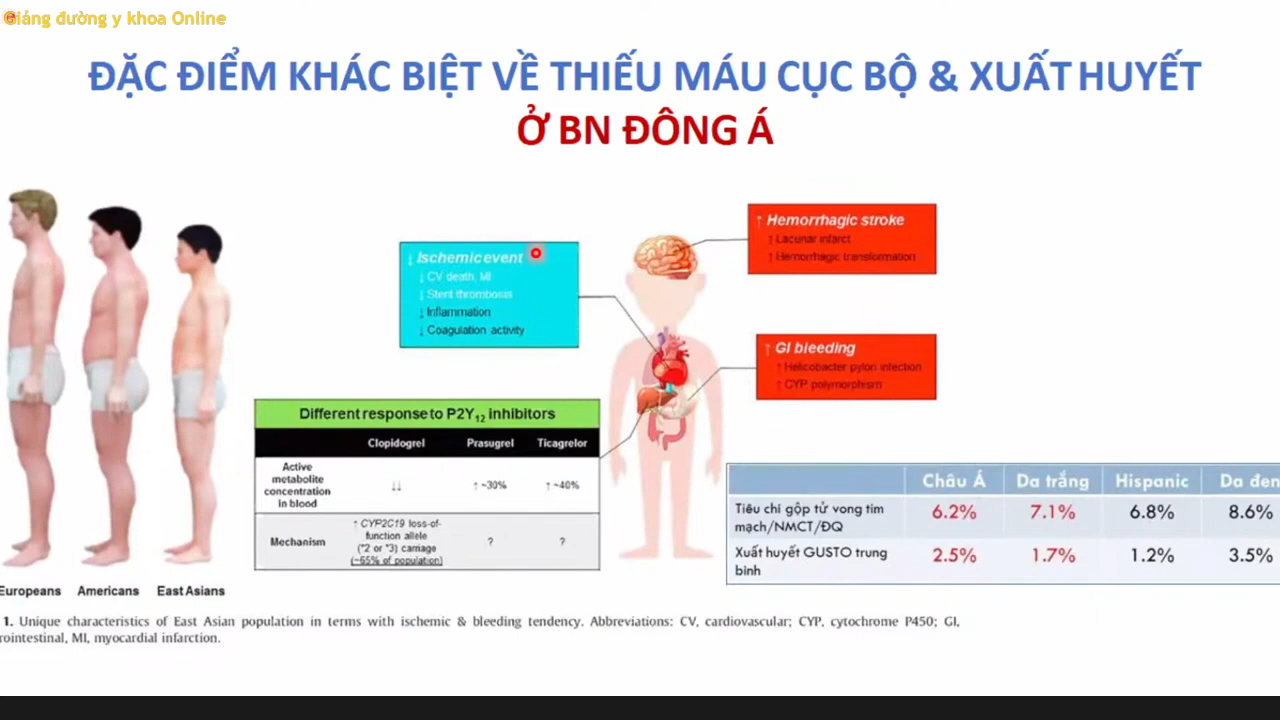 Giảng đường y khoa Online
ĐẶC ĐIỂM KHÁC BIỆT VỀ THIẾU MÁU CỤC BỘ & XUẤT HUYẾT
Ở BN ĐÔNG Á
↑ Hemorrhagic stroke
↑ Lacunar infarct
↑ Hemorrhagic transformation
↓ Ischemic event
↓ CV death, MI
↓ Stent thrombosis
↓ Inflammation
↓ Coagulation activity
↑ GI bleeding
↑ Helicobacter pylori infection
↑ CYP polymorphism
Different response to P2Y12 inhibitors
Clopidogrel Prasugrel Ticagrelor
Active
metabolite
concentration
in blood
↓↓ ↑ ~30% ↑ ~40%
Mechanism
↑ CYP2C19 loss-of-
function allele
(*2 or *3) carriage
(~65% of population)
? ?
Châu Á Da trắng Hispanic Da đen
Tiêu chí gộp tử vong tim
mạch/NMCT/ĐQ
6.2% 7.1% 6.8% 8.6%
Xuất huyết GUSTO trung
bình
2.5% 1.7% 1.2% 3.5%
Europeans Americans East Asians
1. Unique characteristics of East Asian population in terms with ischemic & bleeding tendency. Abbreviations: CV, cardiovascular; CYP, cytochrome P450; GI,
rointestinal, MI, myocardial infarction.